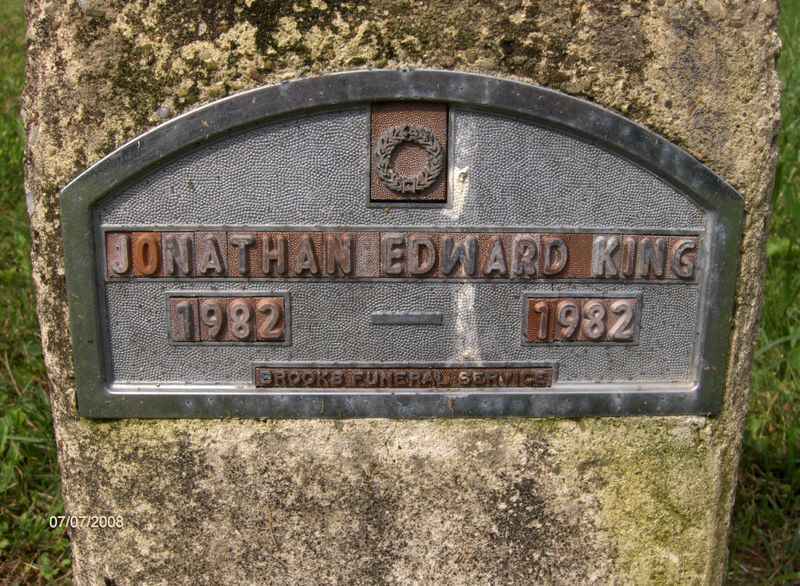 JONATHAN EDWARD KING
1982 — 1982
BROOKS FUNERAL SERVICE
07/07/2008